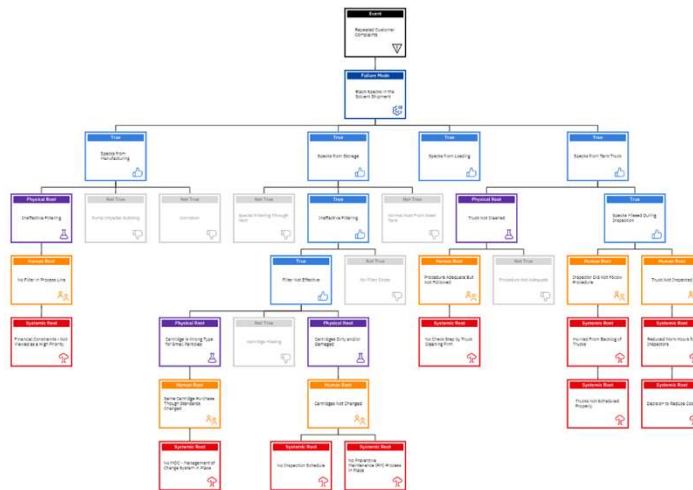 Event
Repeated Customer
Complaints
Failure Mode
Black Specks in the
Solvent Shipment
True
Specks from
Manufacturing
True
Specks from Storage
True
Specks from Loading
True
Specks from Tank Truck
Physical Root
Ineffective Filtering
Not True
Pump Impeller Rubbing
Not True
Corrosion
Not True
Specks Entering Through
Vent
True
Ineffective Filtering
Not True
Tank
Physical Root
Truck Not Cleaned
True
Specks Missed During
Inspection
Human Root
No Filter in Process Line
True
Filter Not Effective
Not True
No Filter Exists
Human Root
Procedure Adequate But
Not Followed
Not True
Procedure Not Adequate
Human Root
Inspector Did Not Follow
Procedure
Human Root
Truck Not Inspected
Systemic Root
Financial Constraints - Not
Viewed as a High Priority
Physical Root
Cartridge is Wrong Type
for Small Particles
Not True
Cartridge Missing
Physical Root
Cartridge Dirty and/or
Damaged
Systemic Root
No Check Step by Truck
Cleaning Firm
Systemic Root
Hurried From Backlog of
Trucks
Systemic Root
Reduced Work Hours
Inspectors
Human Root
Same Cartridge Purchase
Though Standards
Changed
Human Root
Cartridges Not Changed
Systemic Root
Trucks Not Scheduled
Properly
Systemic Root
Decision to Reduce
Systemic Root
No MOC - Management of
Change System in Place
Systemic Root
No Inspection Schedule
Systemic Root
No Preventive
Maintenance (PM) Process
in Place